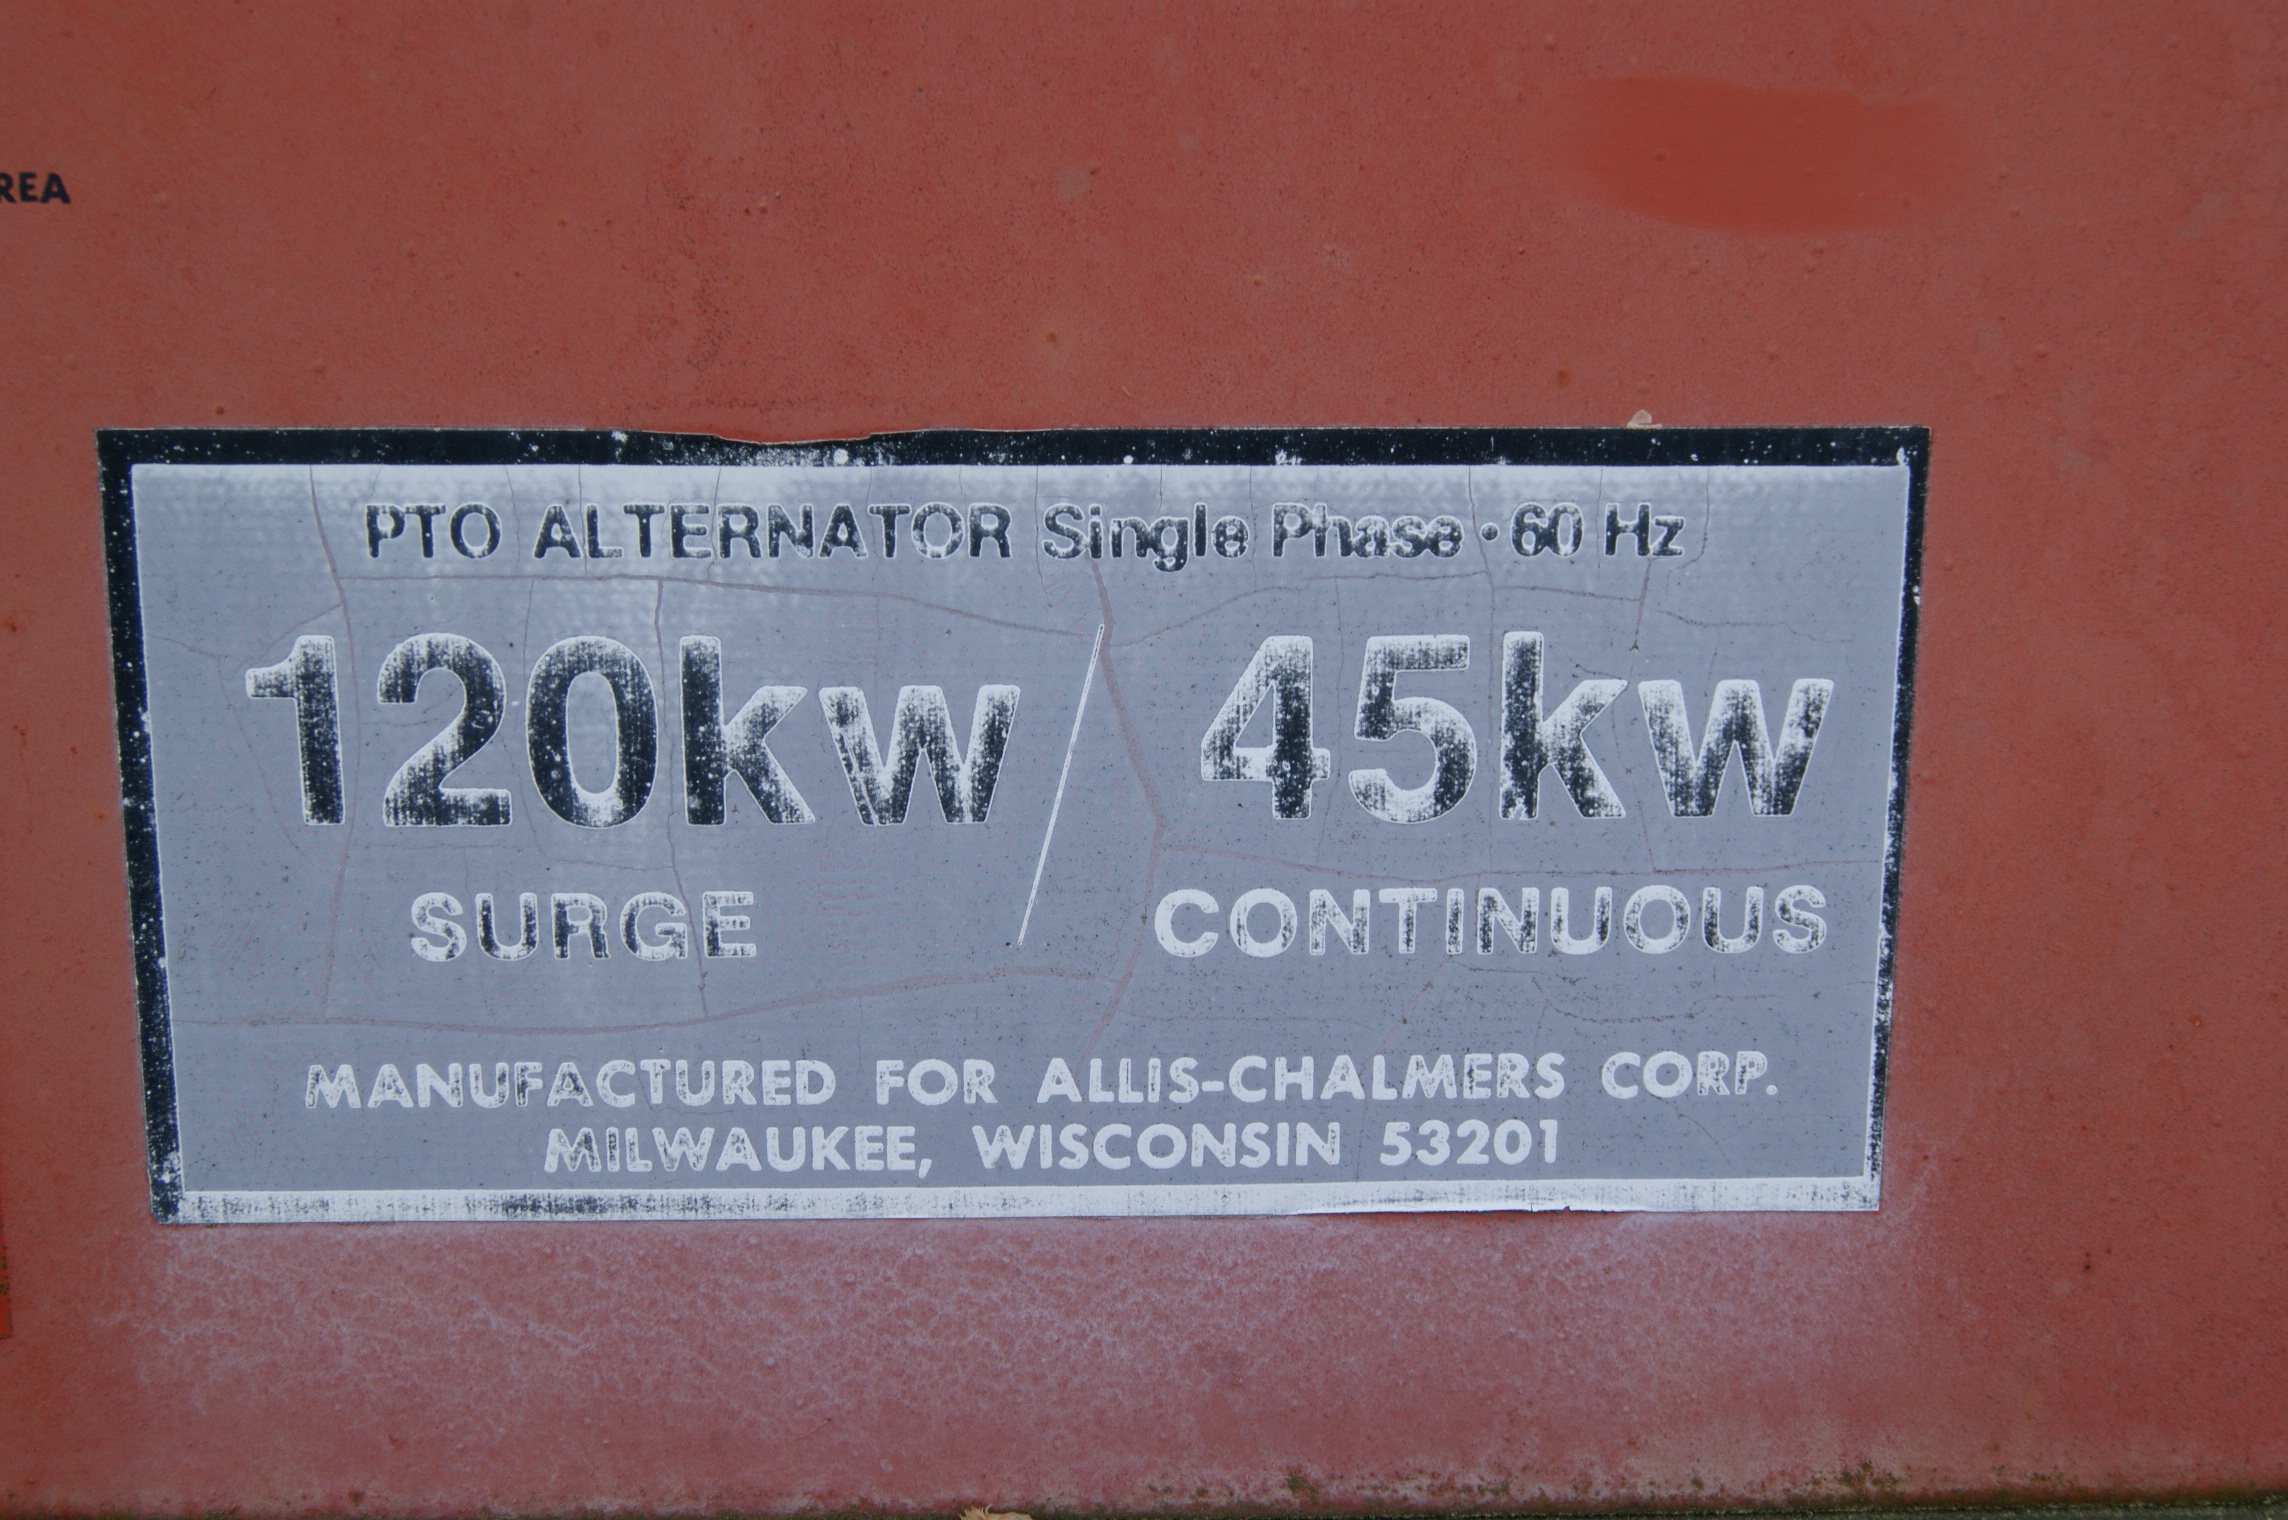 REA
PTO ALTERNATOR Single Phase · 60 Hz
120kw / 45kw
SURGE CONTINUOUS
MANUFACTURED FOR ALLIS-CHALMERS CORP.
MILWAUKEE, WISCONSIN 53201